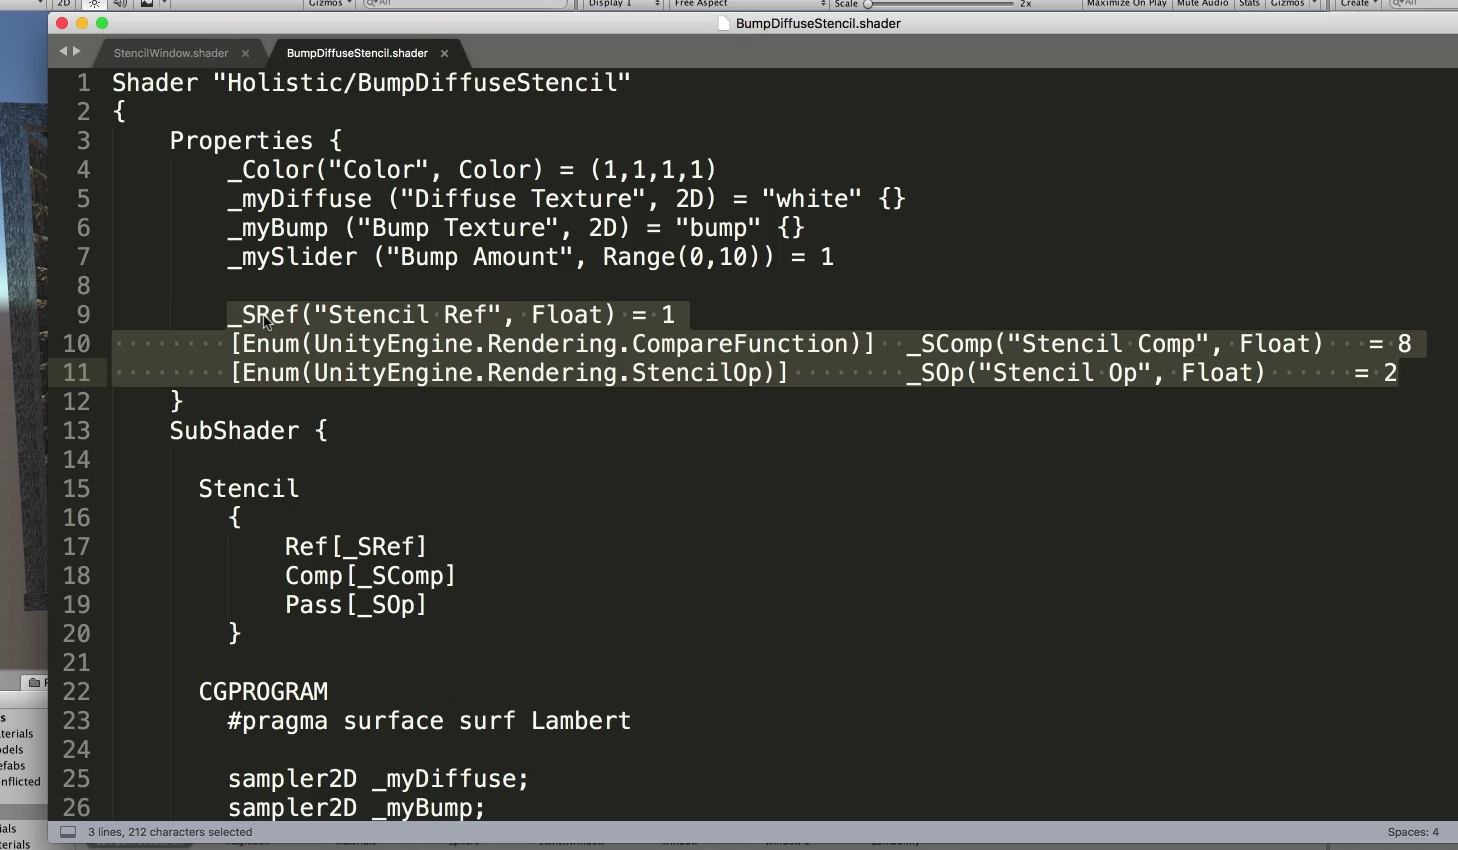 2D Gizmos All Display 1 Free Aspect Scale 2x Maximize On Play Mute Audio Stats Gizmos Create All
BumpDiffuseStencil.shader
StencilWindow.shader × BumpDiffuseStencil.shader ×
1 Shader "Holistic/BumpDiffuseStencil"
2 {
3 Properties {
4 _Color("Color", Color) = (1,1,1,1)
5 _myDiffuse ("Diffuse Texture", 2D) = "white" {}
6 _myBump ("Bump Texture", 2D) = "bump" {}
7 _mySlider ("Bump Amount", Range(0,10)) = 1
8
9 _SRef("Stencil Ref", Float) = 1
10 [Enum(UnityEngine.Rendering.CompareFunction)] _SComp("Stencil Comp", Float) = 8
11 [Enum(UnityEngine.Rendering.StencilOp)] _SOp("Stencil Op", Float) = 2
12 }
13 SubShader {
14
15 Stencil
16 {
17 Ref[_SRef]
18 Comp[_SComp]
19 Pass[_SOp]
20 }
21
22 CGPROGRAM
23 #pragma surface surf Lambert
24
25 sampler2D _myDiffuse;
26 sampler2D _myBump;
s
terials
odels
efabs
nflicted
ials
terials
3 lines, 212 characters selected Spaces: 4